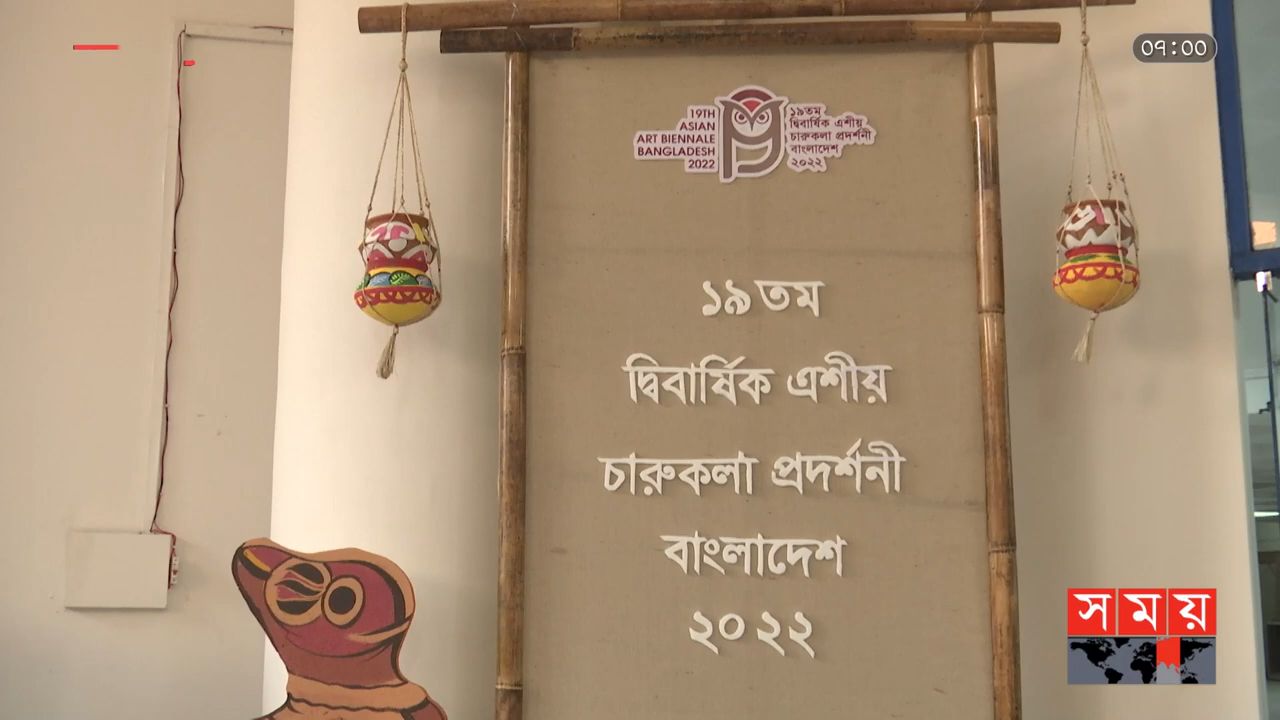 ০৭:০০
19TH
ASIAN
ART BIENNALE
BANGLADESH
2022
১৯তম
দ্বিবার্ষিক এশীয়
চারুকলা প্রদর্শনী
বাংলাদেশ
২০২২
১৯তম
দ্বিবার্ষিক এশীয়
চারুকলা প্রদর্শনী
বাংলাদেশ
২০২২
সময়